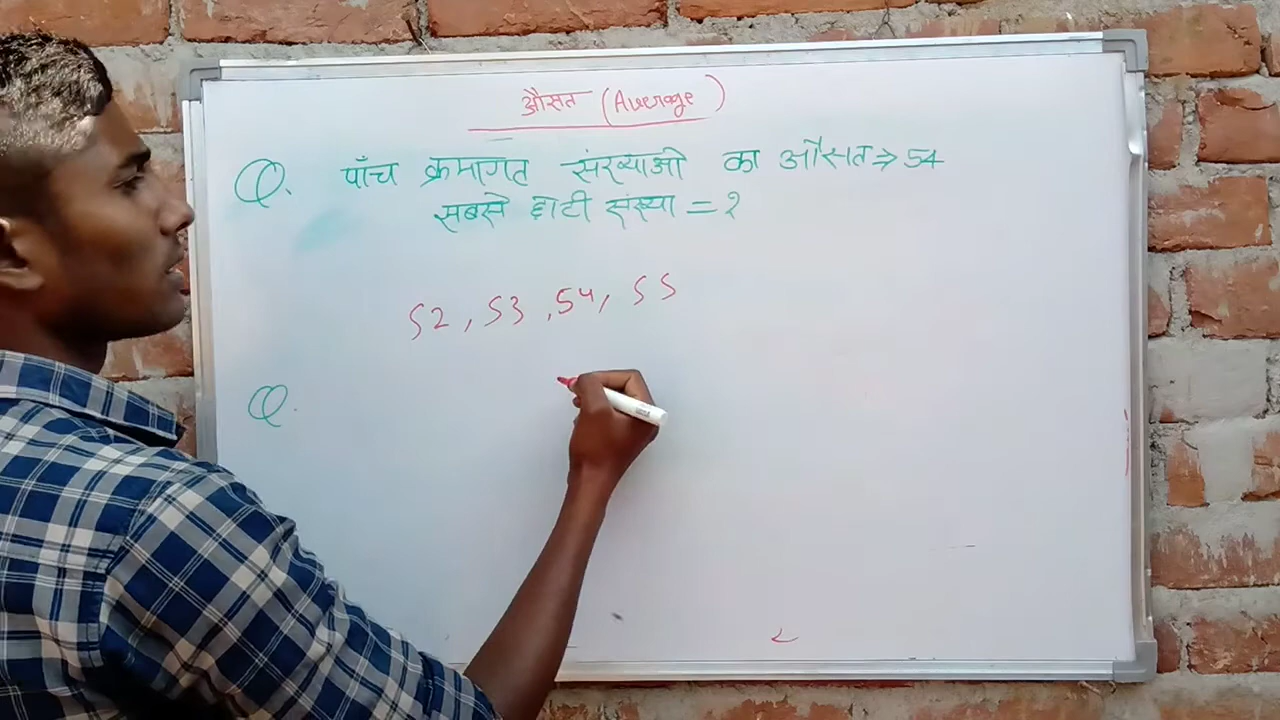 औसत (Average)
Q. पाँच क्रमागत संख्याओ का औसत ⇒ 54
सबसे छोटी संख्या = ?
52, 53, 54, 55
Q.